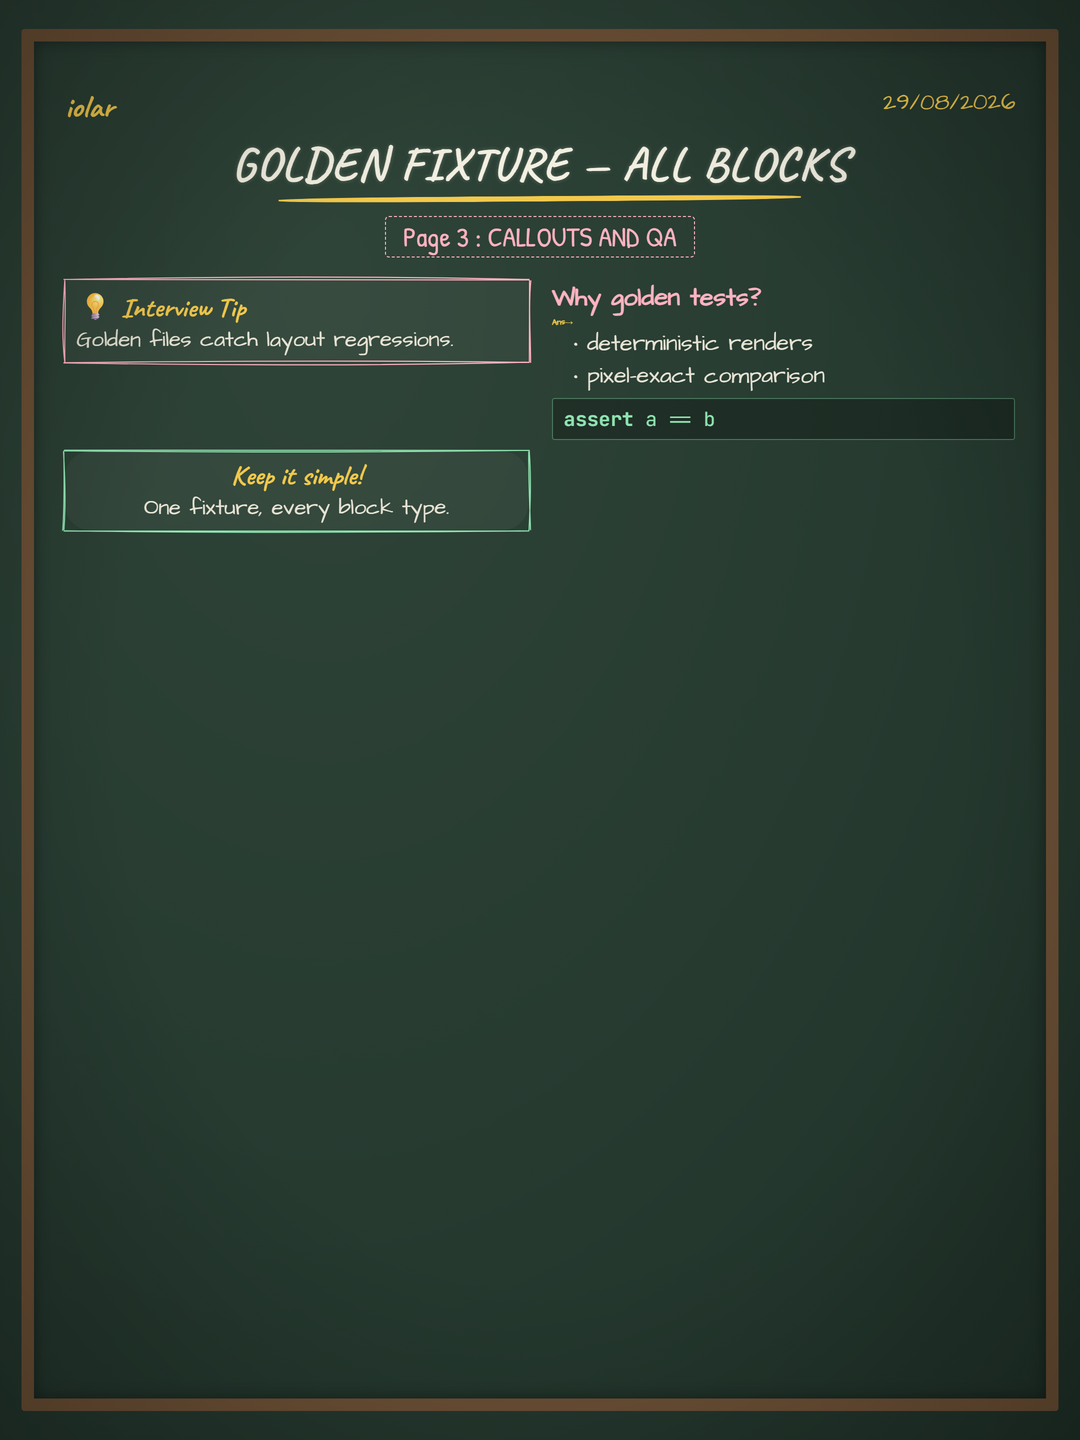 iolar
29/08/2026
GOLDEN FIXTURE – ALL BLOCKS
Page 3 : CALLOUTS AND QA
Interview Tip
Golden files catch layout regressions.
Why golden tests?
Ans→
• deterministic renders
• pixel-exact comparison
assert a == b
Keep it simple!
One fixture, every block type.